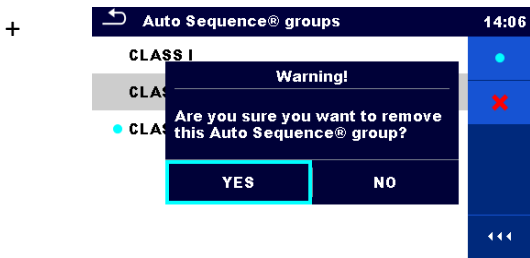 +
Auto Sequence® groups 14:06
CLASS I
Warning!
CLAS
Are you sure you want to remove
CLAS this Auto Sequence® group?
YES NO